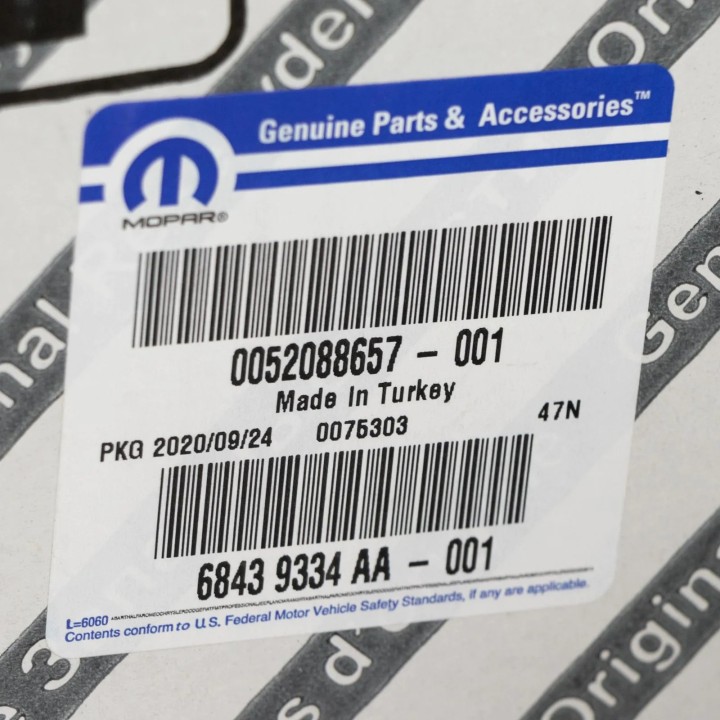 Genuine Parts & Accessories™
MOPAR®
0052088657 - 001
Made In Turkey
PKG 2020/09/24 0075303 47N
6843 9334 AA - 001
L=6060
Contents conform to U.S. Federal Motor Vehicle Safety Standards, if any are applicable.